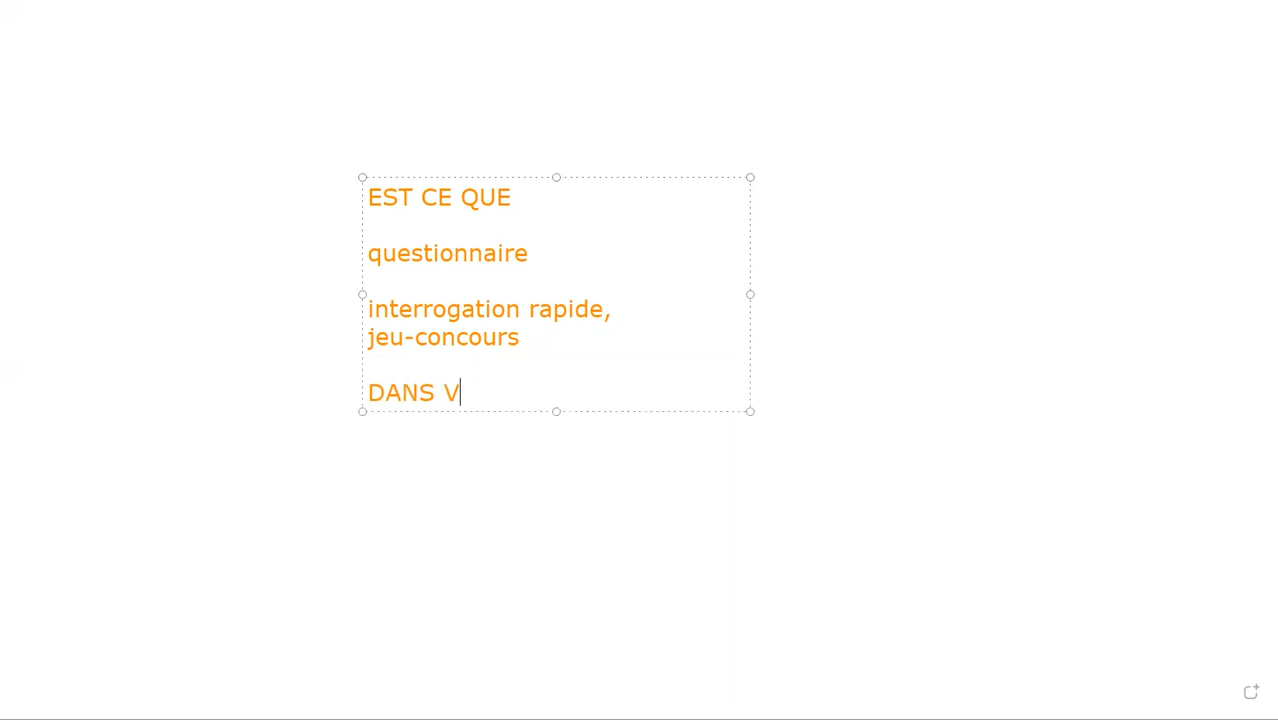 EST CE QUE
questionnaire
interrogation rapide,
jeu-concours
DANS V